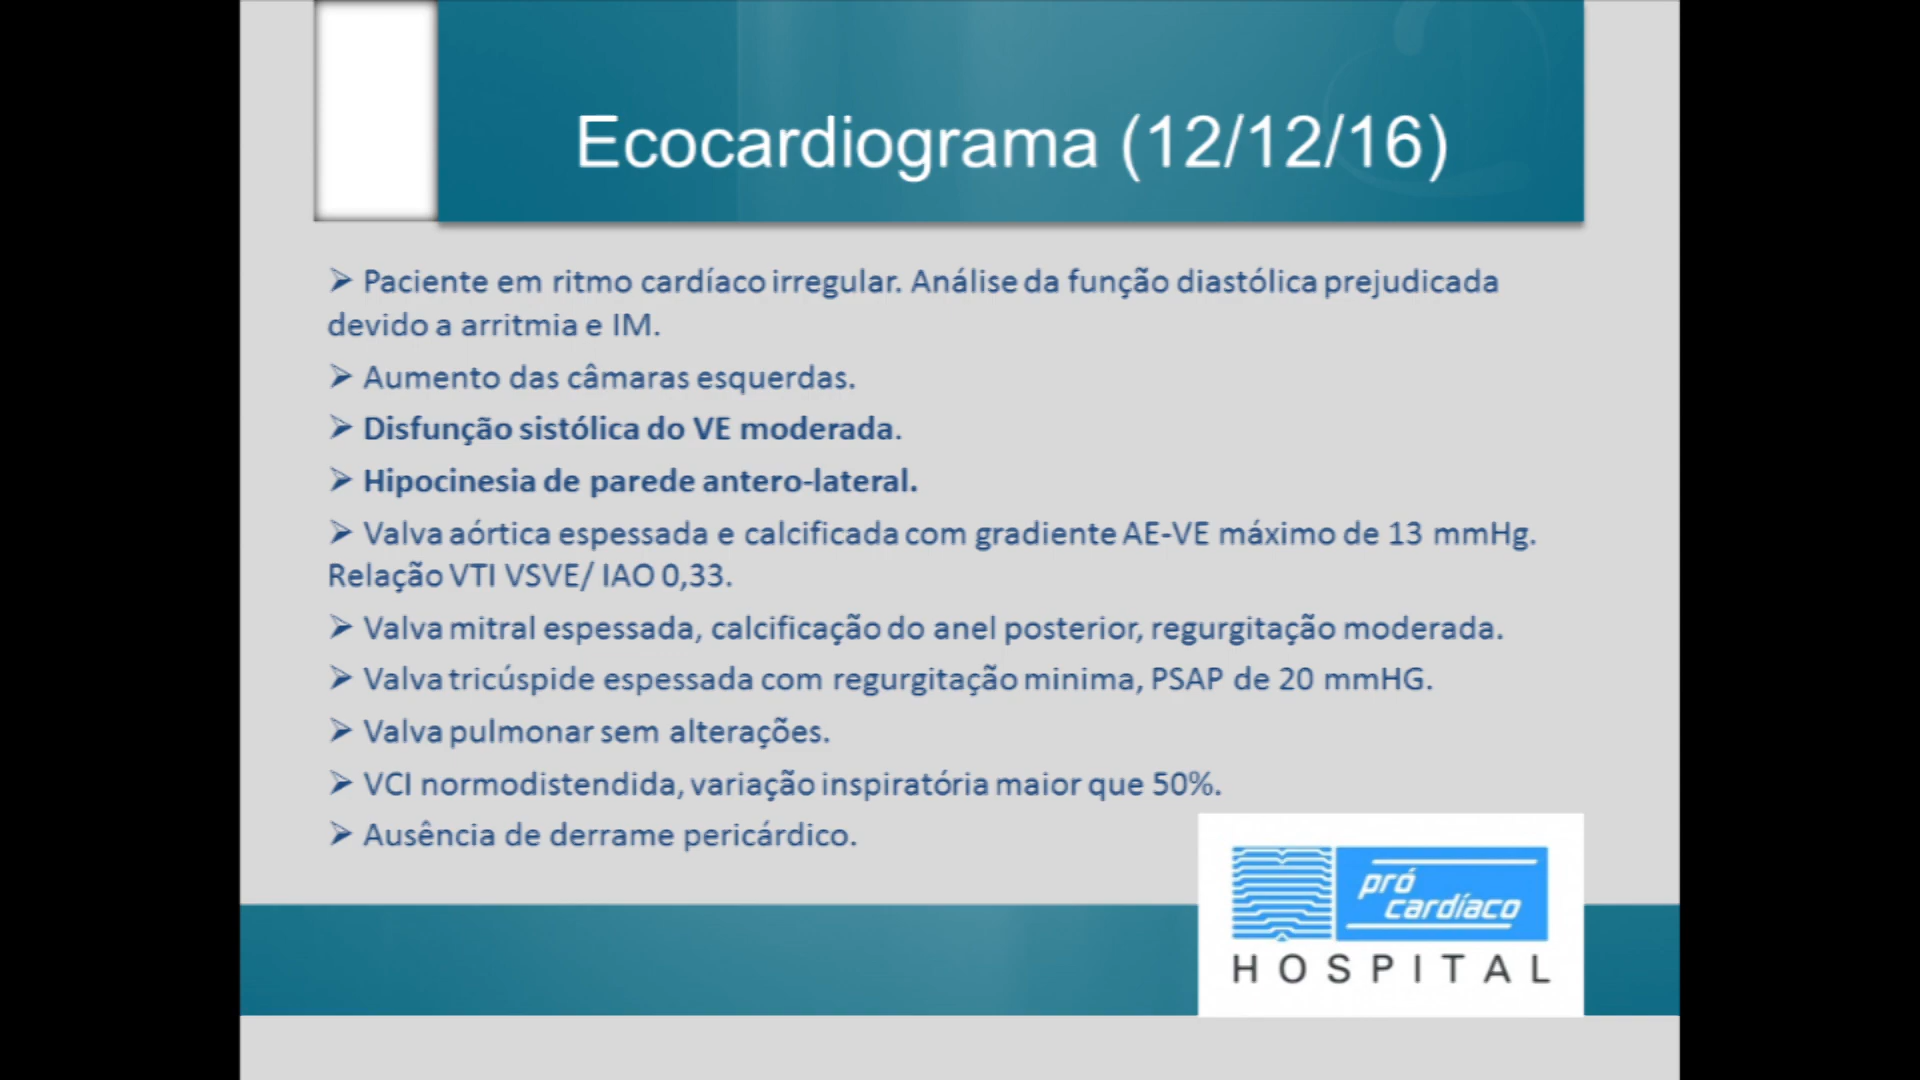 Ecocardiograma (12/12/16)
➢ Paciente em ritmo cardíaco irregular. Análise da função diastólica prejudicada
devido a arritmia e IM.
➢ Aumento das câmaras esquerdas.
➢ Disfunção sistólica do VE moderada.
➢ Hipocinesia de parede antero-lateral.
➢ Valva aórtica espessada e calcificada com gradiente AE-VE máximo de 13 mmHg.
Relação VTI VSVE/ IAO 0,33.
➢ Valva mitral espessada, calcificação do anel posterior, regurgitação moderada.
➢ Valva tricúspide espessada com regurgitação minima, PSAP de 20 mmHG.
➢ Valva pulmonar sem alterações.
➢ VCI normodistendida, variação inspiratória maior que 50%.
➢ Ausência de derrame pericárdico.
pró
cardíaco
HOSPITAL